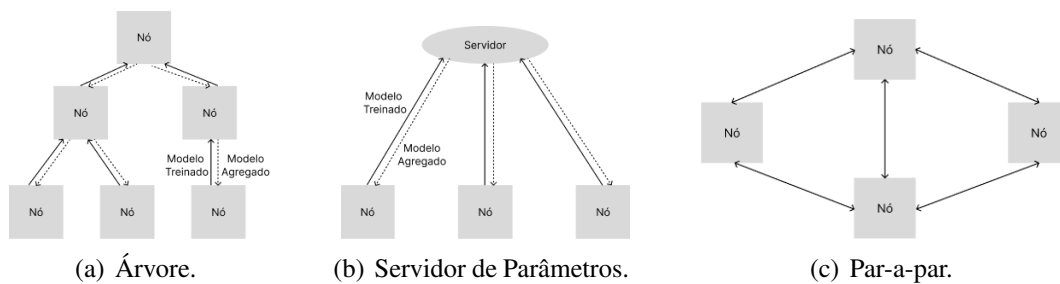 Nó
Nó
Nó
Modelo
Treinado
Modelo
Agregado
Nó
Nó
Nó
(a) Árvore.
Servidor
Modelo
Treinado
Modelo
Agregado
Nó
Nó
Nó
(b) Servidor de Parâmetros.
Nó
Nó
Nó
Nó
(c) Par-a-par.